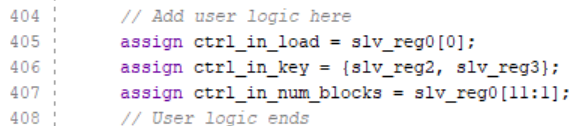 404 // Add user logic here
405 assign ctrl_in_load = slv_reg0[0];
406 assign ctrl_in_key = {slv_reg2, slv_reg3};
407 assign ctrl_in_num_blocks = slv_reg0[11:1];
408 // User logic ends